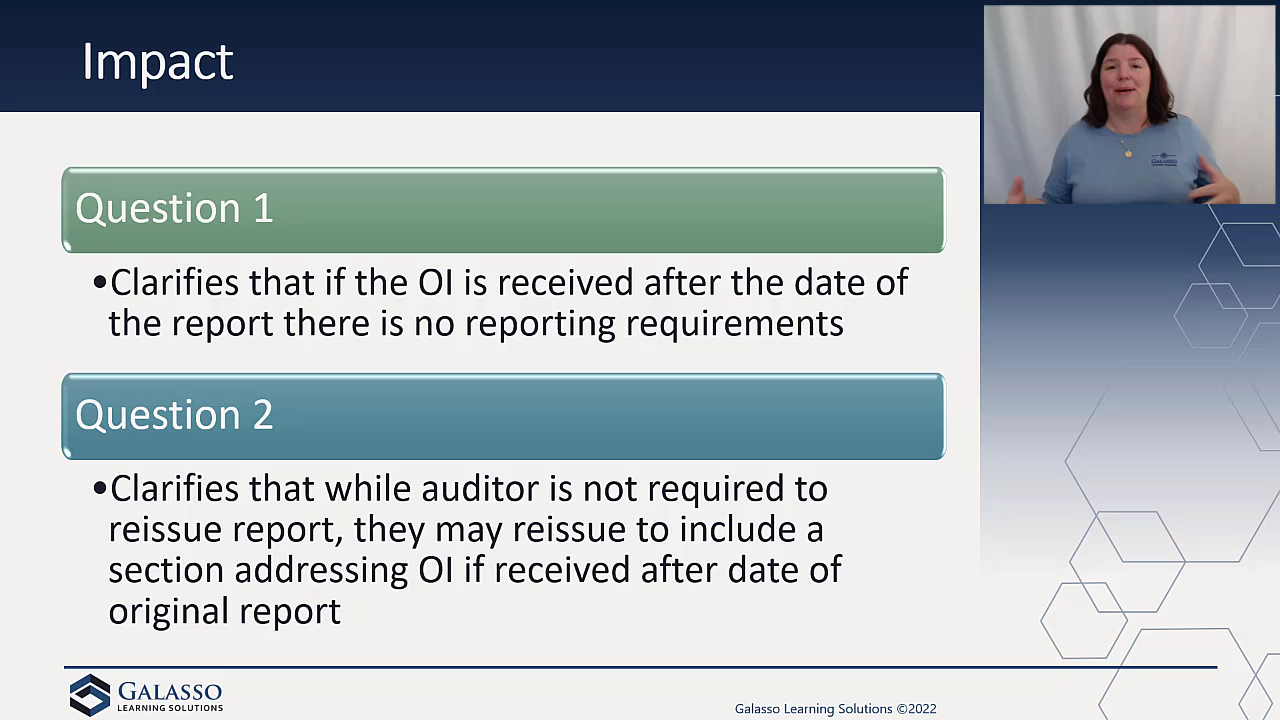 Impact
Question 1
•Clarifies that if the OI is received after the date of
the report there is no reporting requirements
Question 2
•Clarifies that while auditor is not required to
reissue report, they may reissue to include a
section addressing OI if received after date of
original report
GALASSO
LEARNING SOLUTIONS
Galasso Learning Solutions ©2022
GALASSO